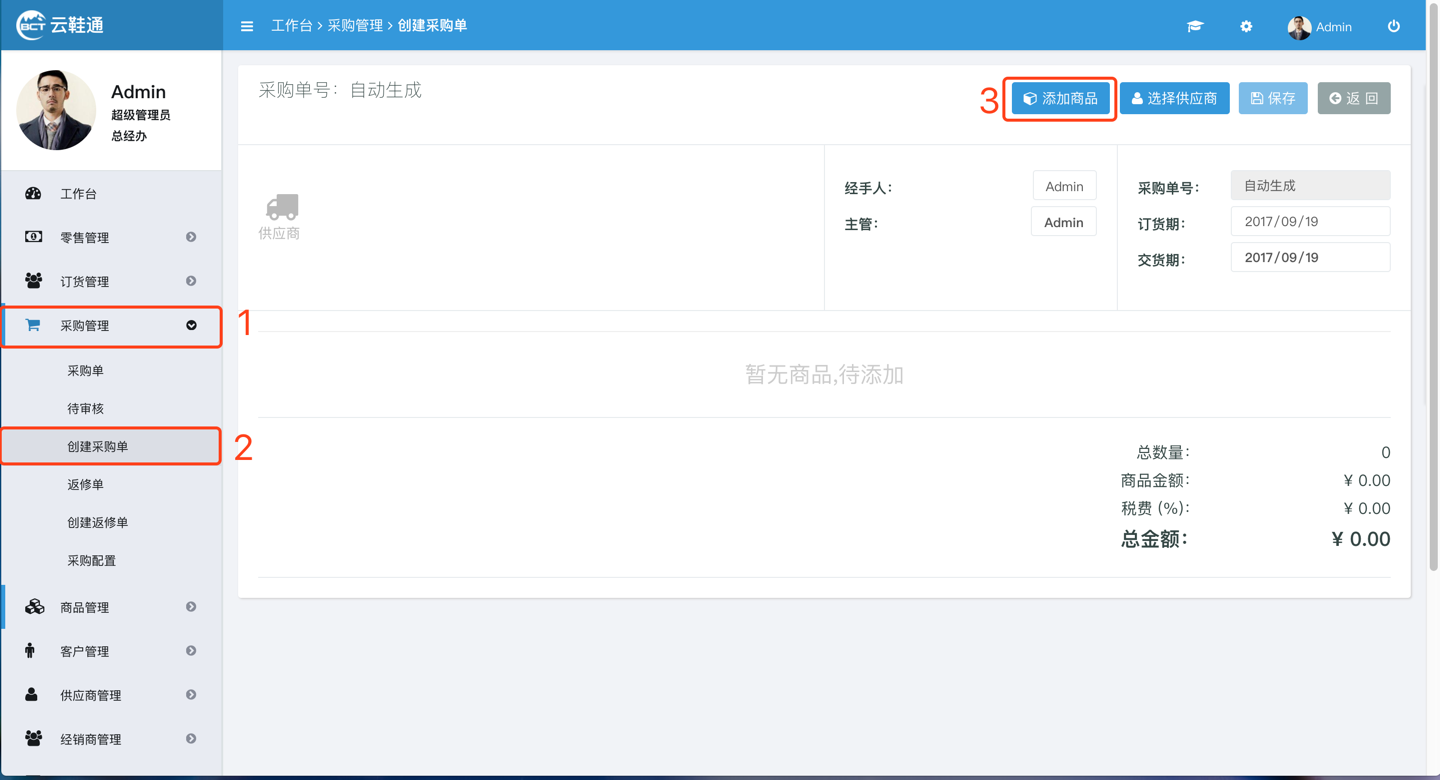 BCT 云鞋通
工作台 > 采购管理 > 创建采购单
Admin
Admin
超级管理员
总经办
工作台
零售管理
订货管理
采购管理
1
采购单
待审核
创建采购单
2
返修单
创建返修单
采购配置
商品管理
客户管理
供应商管理
经销商管理
采购单号：自动生成
3
添加商品
选择供应商
保存
返 回
供应商
经手人：
Admin
主管：
Admin
采购单号：
自动生成
订货期：
2017/09/19
交货期：
2017/09/19
暂无商品,待添加
总数量：
0
商品金额：
¥ 0.00
税费 (%)：
¥ 0.00
总金额：
¥ 0.00